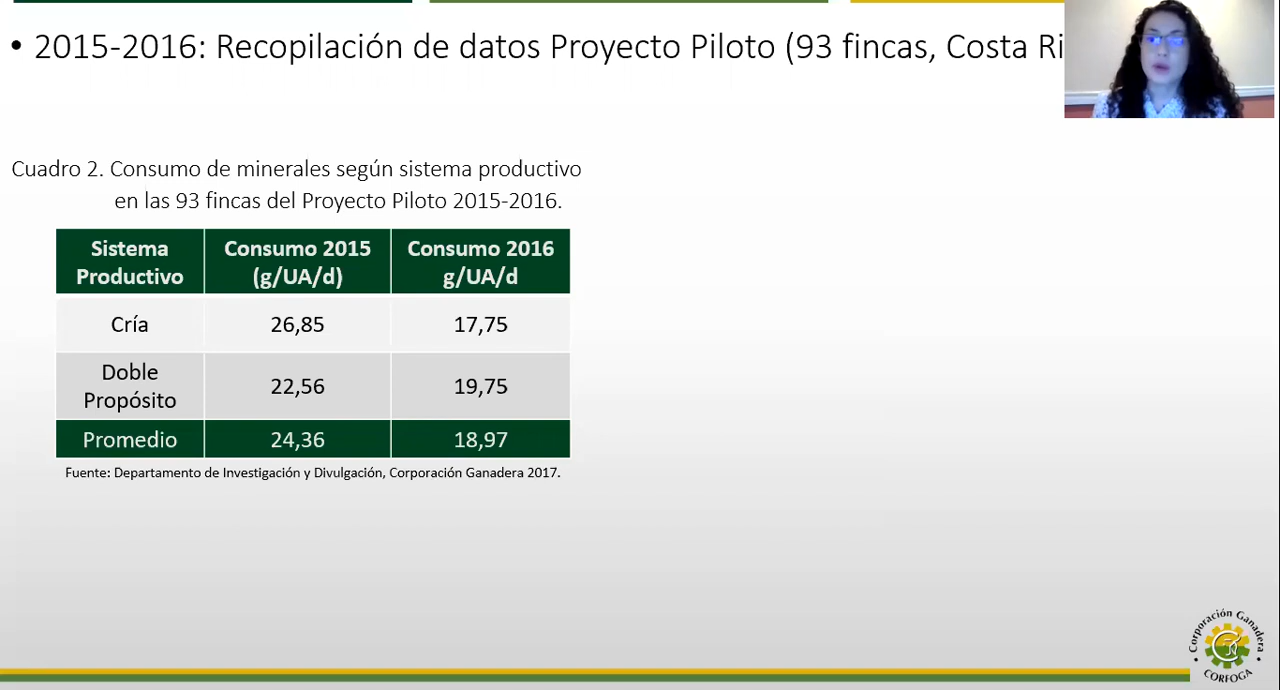 • 2015-2016: Recopilación de datos Proyecto Piloto (93 fincas, Costa Ri
Cuadro 2. Consumo de minerales según sistema productivo
en las 93 fincas del Proyecto Piloto 2015-2016.
Sistema Productivo Consumo 2015 (g/UA/d) Consumo 2016 g/UA/d
Cría 26,85 17,75
Doble Propósito 22,56 19,75
Promedio 24,36 18,97
Fuente: Departamento de Investigación y Divulgación, Corporación Ganadera 2017.
Corporación Ganadera
CORFOGA